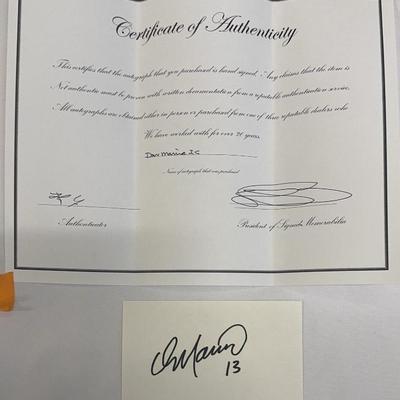 Certificate of Authenticity
This certifies that the autograph that you purchased is hand signed. Any claims that the item is
Not authentic must be proven with written documentation from a reputable authentication service.
All autographs are obtained either in person or purchased from one of three reputable dealers who
We have worked with for over 20 years.
Dan Marino IC
Name of autograph that was purchased
Authenticator
President of Signed Memorabilia
13